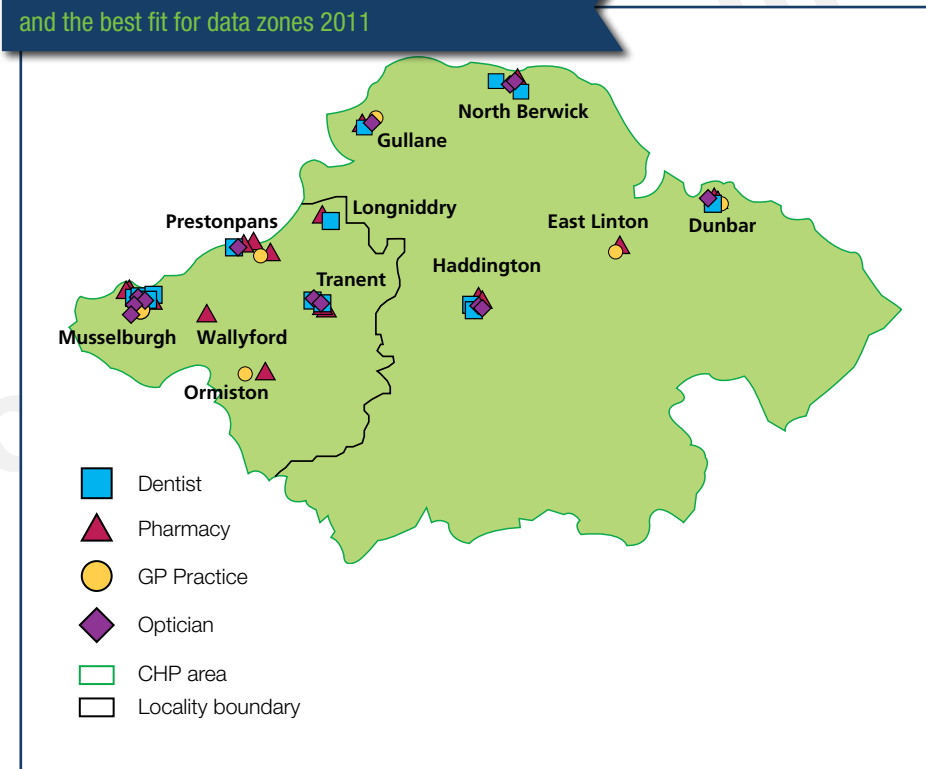 and the best fit for data zones 2011
North Berwick
Gullane
Longniddry
Prestonpans
East Linton
Dunbar
Haddington
Tranent
Musselburgh
Wallyford
Ormiston
Dentist
Pharmacy
GP Practice
Optician
CHP area
Locality boundary